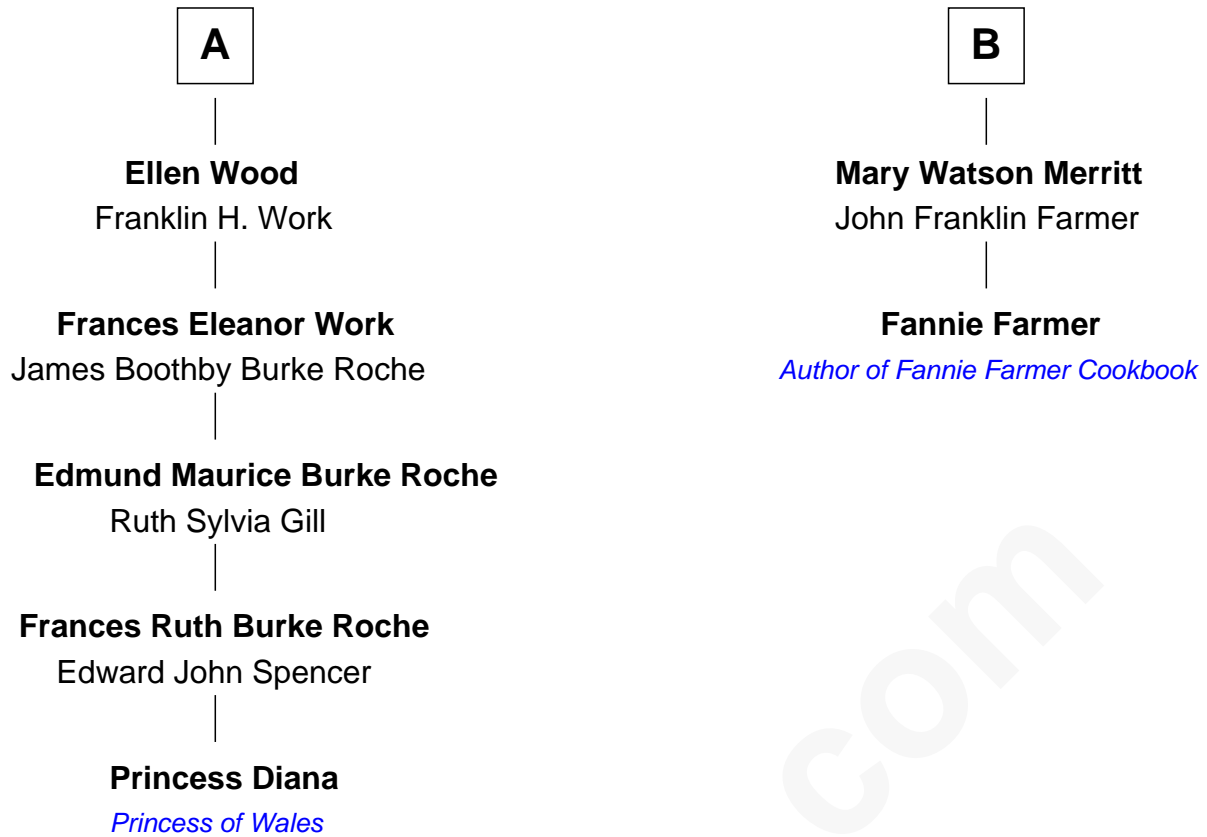 A
Ellen Wood
Franklin H. Work
Frances Eleanor Work
James Boothby Burke Roche
Edmund Maurice Burke Roche
Ruth Sylvia Gill
Frances Ruth Burke Roche
Edward John Spencer
Princess Diana
Princess of Wales
B
Mary Watson Merritt
John Franklin Farmer
Fannie Farmer
Author of Fannie Farmer Cookbook
com